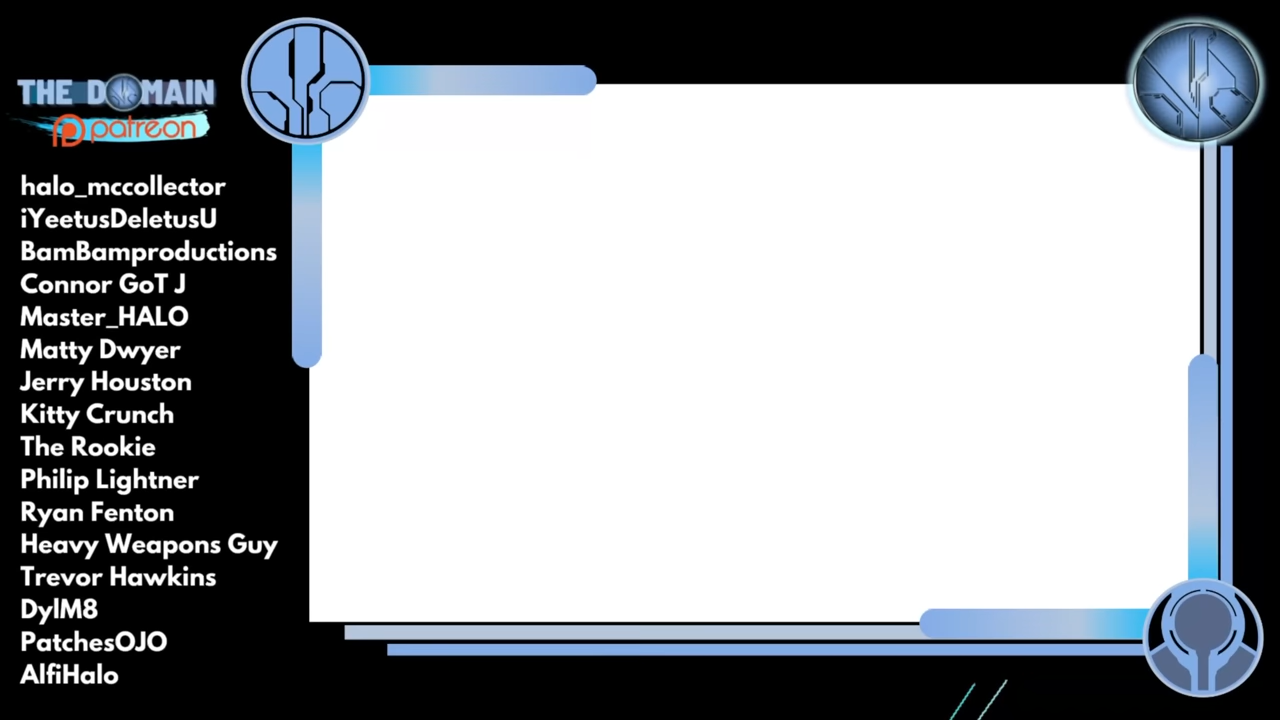 THE DOMAIN
patreon
halo_mccollector
iYeetusDeletusU
BamBamproductions
Connor GoT J
Master_HALO
Matty Dwyer
Jerry Houston
Kitty Crunch
The Rookie
Philip Lightner
Ryan Fenton
Heavy Weapons Guy
Trevor Hawkins
DylM8
PatchesOJO
AlfiHalo